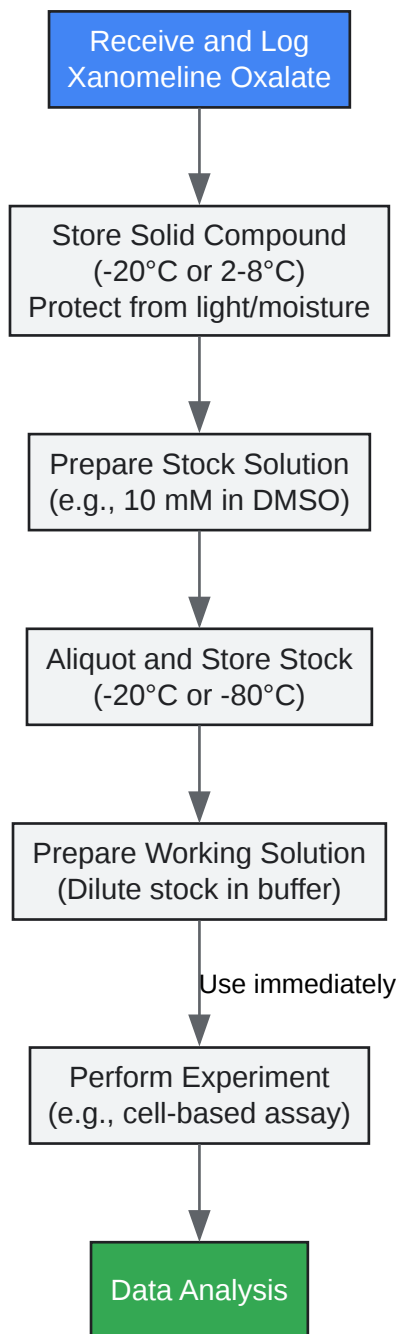 Receive and Log
Xanomeline Oxalate
Store Solid Compound
(-20°C or 2-8°C)
Protect from light/moisture
Prepare Stock Solution
(e.g., 10 mM in DMSO)
Aliquot and Store Stock
(-20°C or -80°C)
Prepare Working Solution
(Dilute stock in buffer)
Use immediately
Perform Experiment
(e.g., cell-based assay)
Data Analysis